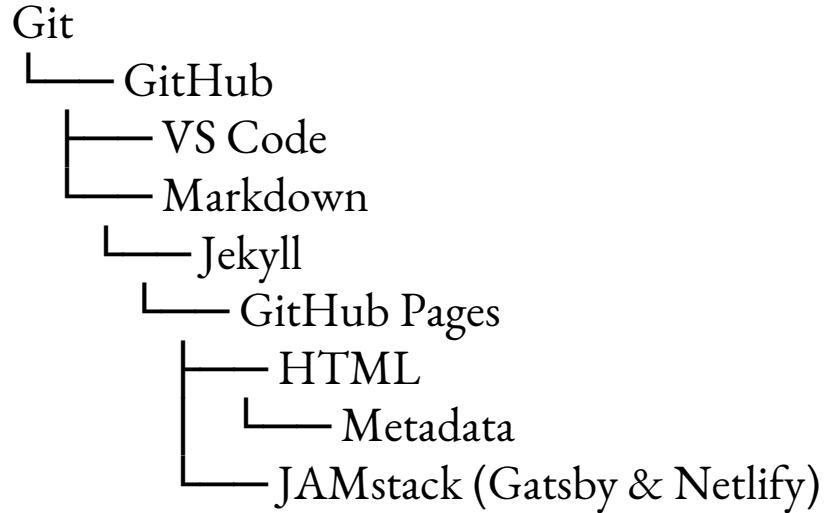 Git
GitHub
VS Code
Markdown
Jekyll
GitHub Pages
HTML
Metadata
JAMstack (Gatsby & Netlify)